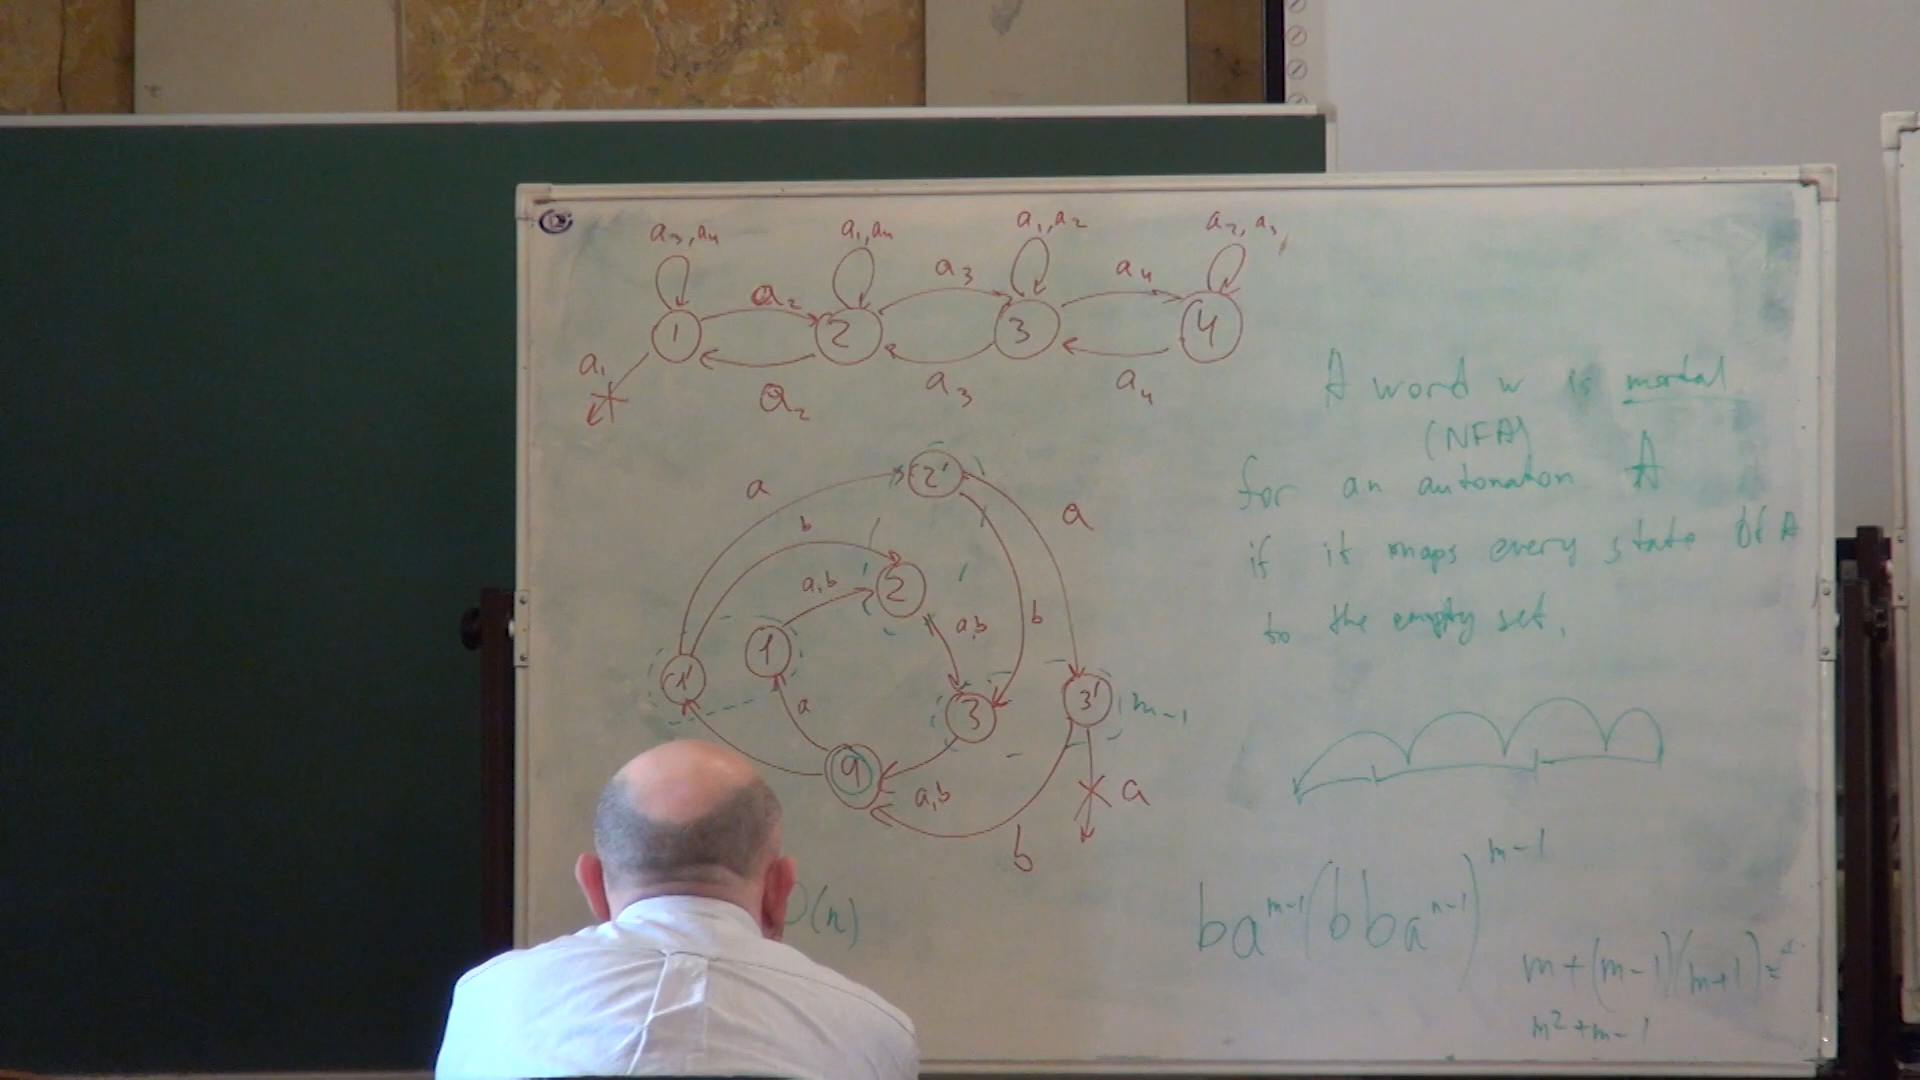 a₃,a₄ a₁,a₄ a₁,a₂ a₂,a₃
a₂ a₃ a₄
1 2 3 4
a₁ a₂ a₃ a₄
A word w is mortal
(NFA)
for an automaton A
if it maps every state of A
to the empty set.
2'
a a
b
a,b 2 b
a,b
1' 1
a 3 3' m-1
q
a,b a
b
O(n)
ba^{m-1}(bba^{n-1})^{m-1}
m+(m-1)(m+1)=
m²+m-1